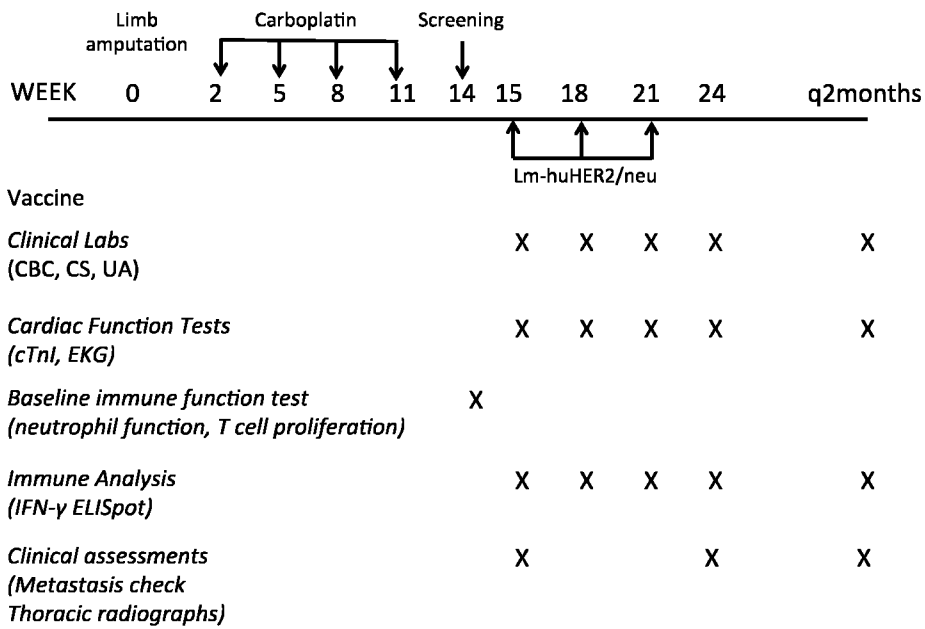 Limb amputation
Carboplatin
Screening
WEEK 0 2 5 8 11 14 15 18 21 24 q2months
Lm-huHER2/neu
Vaccine
Clinical Labs X X X X X
(CBC, CS, UA)
Cardiac Function Tests X X X X X
(cTnI, EKG)
Baseline immune function test X
(neutrophil function, T cell proliferation)
Immune Analysis X X X X X
(IFN-γ ELISpot)
Clinical assessments X X X
(Metastasis check
Thoracic radiographs)